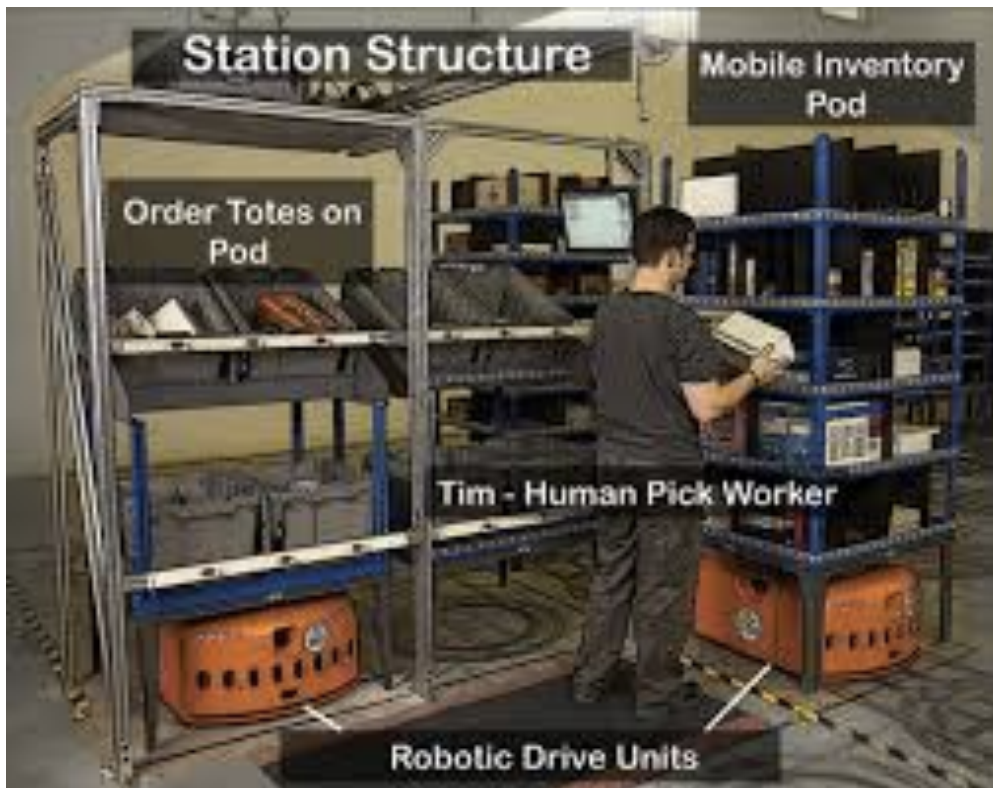 Station Structure
Mobile Inventory
Pod
Order Totes on
Pod
Tim - Human Pick Worker
Robotic Drive Units